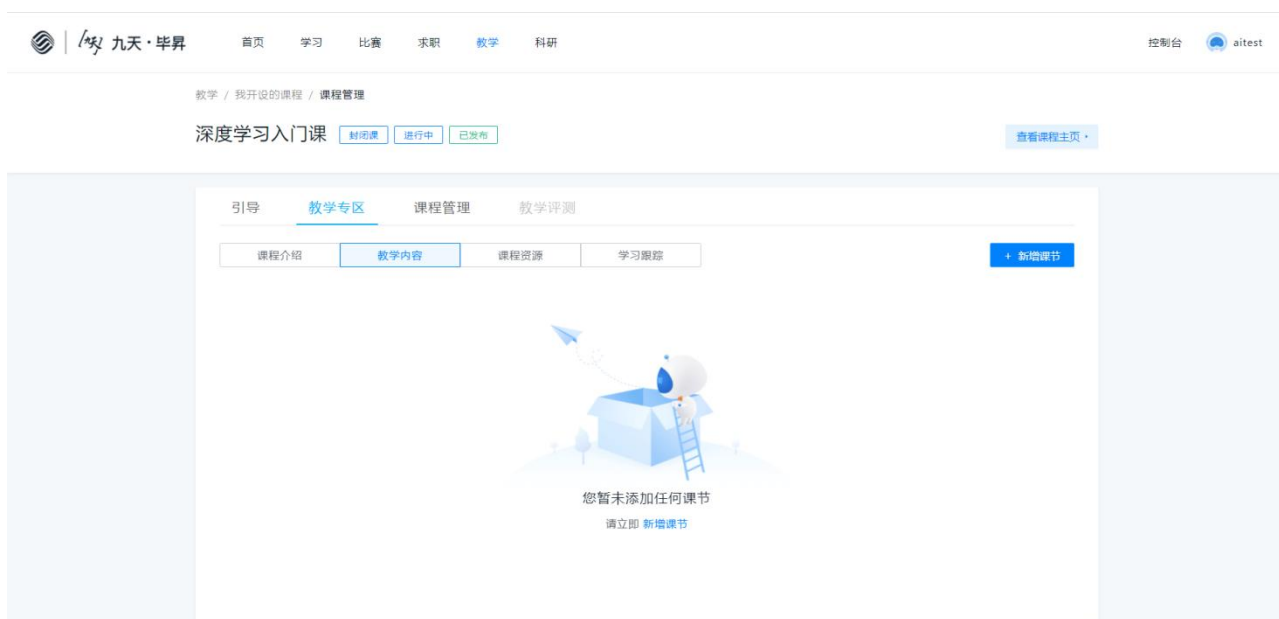 九天·毕昇 首页 学习 比赛 求职 教学 科研 控制台 aitest
教学 / 我开设的课程 / 课程管理
深度学习入门课 封闭课 进行中 已发布 查看课程主页
引导 教学专区 课程管理 教学评测
课程介绍 教学内容 课程资源 学习跟踪 + 新增课节
您暂未添加任何课节
请立即 新增课节